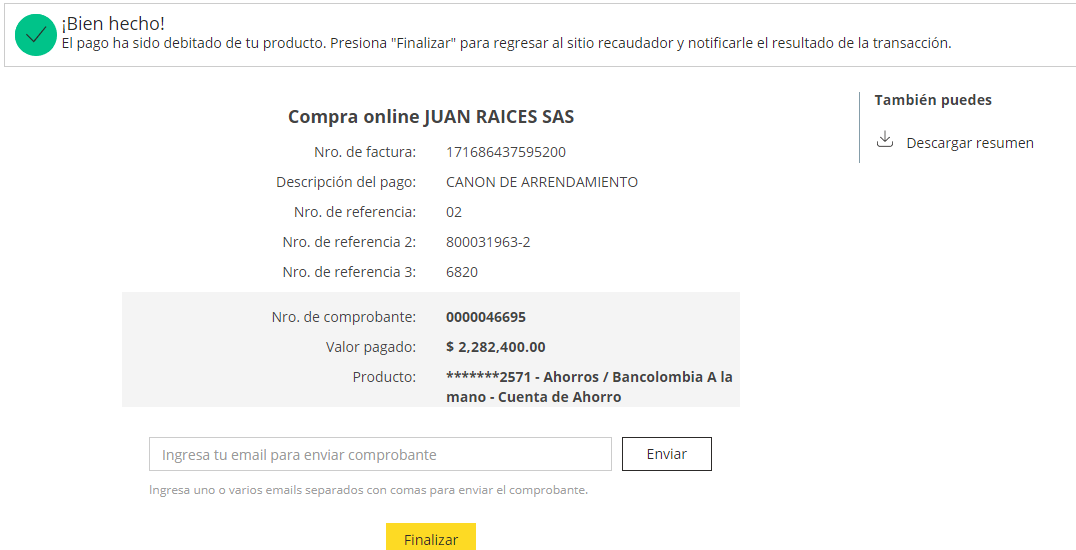 ¡Bien hecho!
El pago ha sido debitado de tu producto. Presiona "Finalizar" para regresar al sitio recaudador y notificarle el resultado de la transacción.
También puedes
Descargar resumen
Compra online JUAN RAICES SAS
Nro. de factura: 171686437595200
Descripción del pago: CANON DE ARRENDAMIENTO
Nro. de referencia: 02
Nro. de referencia 2: 800031963-2
Nro. de referencia 3: 6820
Nro. de comprobante: 0000046695
Valor pagado: $ 2,282,400.00
Producto: *******2571 - Ahorros / Bancolombia A la
mano - Cuenta de Ahorro
Ingresa tu email para enviar comprobante
Enviar
Ingresa uno o varios emails separados con comas para enviar el comprobante.
Finalizar